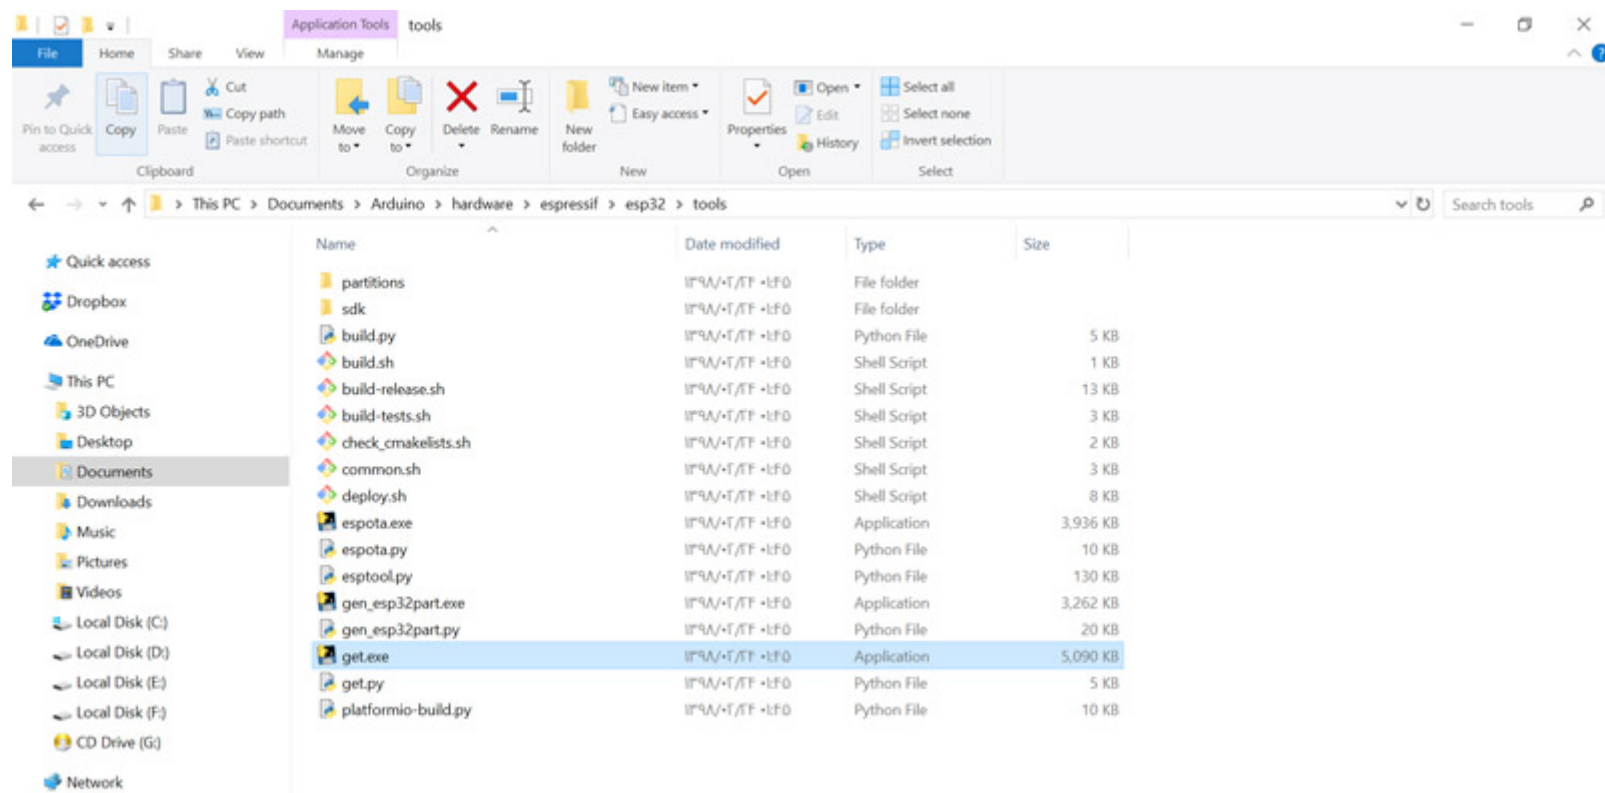 Application Tools tools
File Home Share View Manage
Pin to Quick access
Copy
Paste
Cut
Copy path
Paste shortcut
Clipboard
Move to
Copy to
Delete
Rename
Organize
New folder
New item
Easy access
New
Properties
Open
Edit
History
Open
Select all
Select none
Invert selection
Select
This PC > Documents > Arduino > hardware > espressif > esp32 > tools
Search tools
Quick access
Dropbox
OneDrive
This PC
3D Objects
Desktop
Documents
Downloads
Music
Pictures
Videos
Local Disk (C:)
Local Disk (D:)
Local Disk (E:)
Local Disk (F:)
CD Drive (G:)
Network
Name Date modified Type Size
partitions File folder
sdk File folder
build.py Python File 5 KB
build.sh Shell Script 1 KB
build-release.sh Shell Script 13 KB
build-tests.sh Shell Script 3 KB
check_cmakelists.sh Shell Script 2 KB
common.sh Shell Script 3 KB
deploy.sh Shell Script 8 KB
espota.exe Application 3,936 KB
espota.py Python File 10 KB
esptool.py Python File 130 KB
gen_esp32part.exe Application 3,262 KB
gen_esp32part.py Python File 20 KB
get.exe Application 5,090 KB
get.py Python File 5 KB
platformio-build.py Python File 10 KB